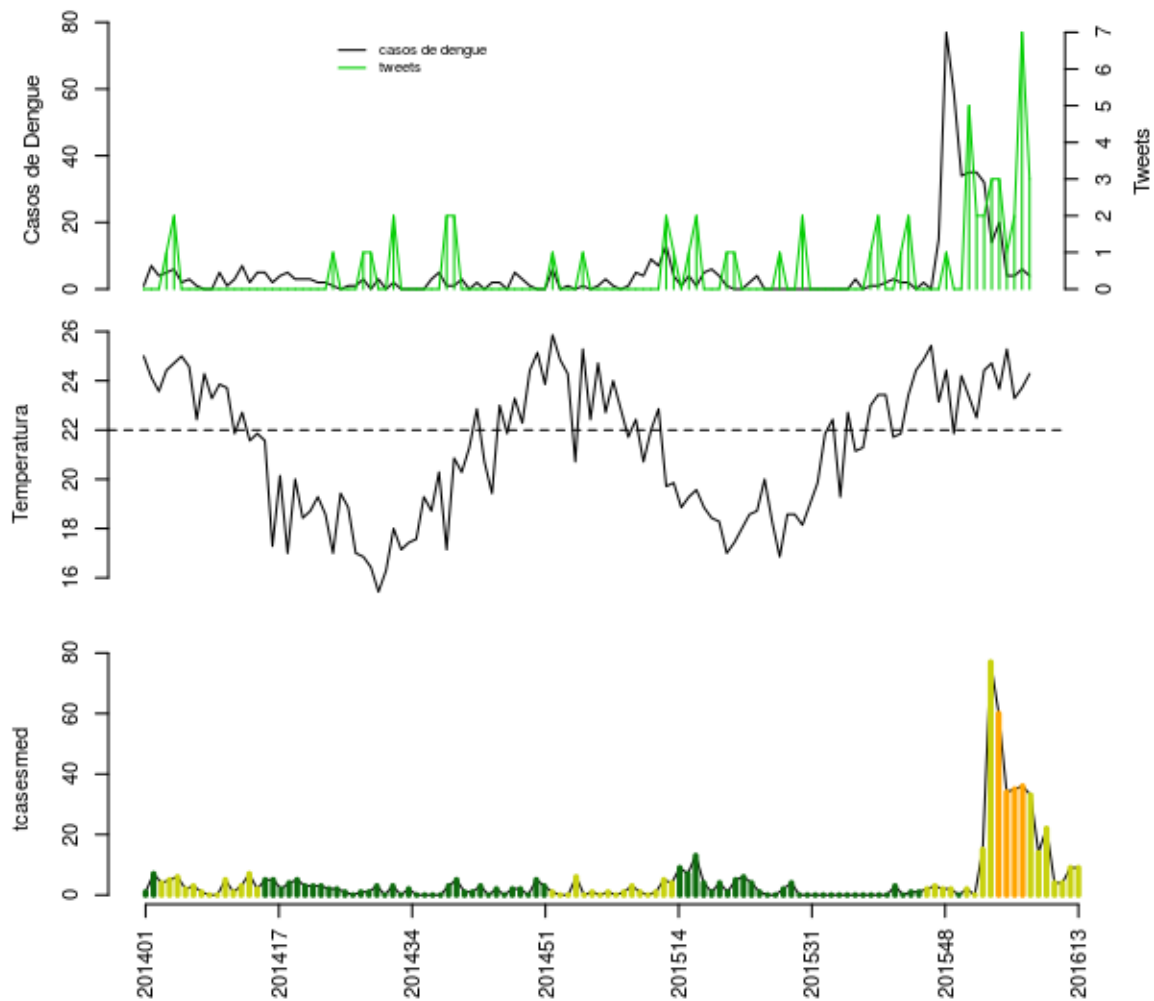 Casos de Dengue
0 20 40 60 80
casos de dengue
tweets
0 1 2 3 4 5 6 7
Tweets
Temperatura
16 18 20 22 24 26
tcasesmed
0 20 40 60 80
201401 201417 201434 201451 201514 201531 201548 201613